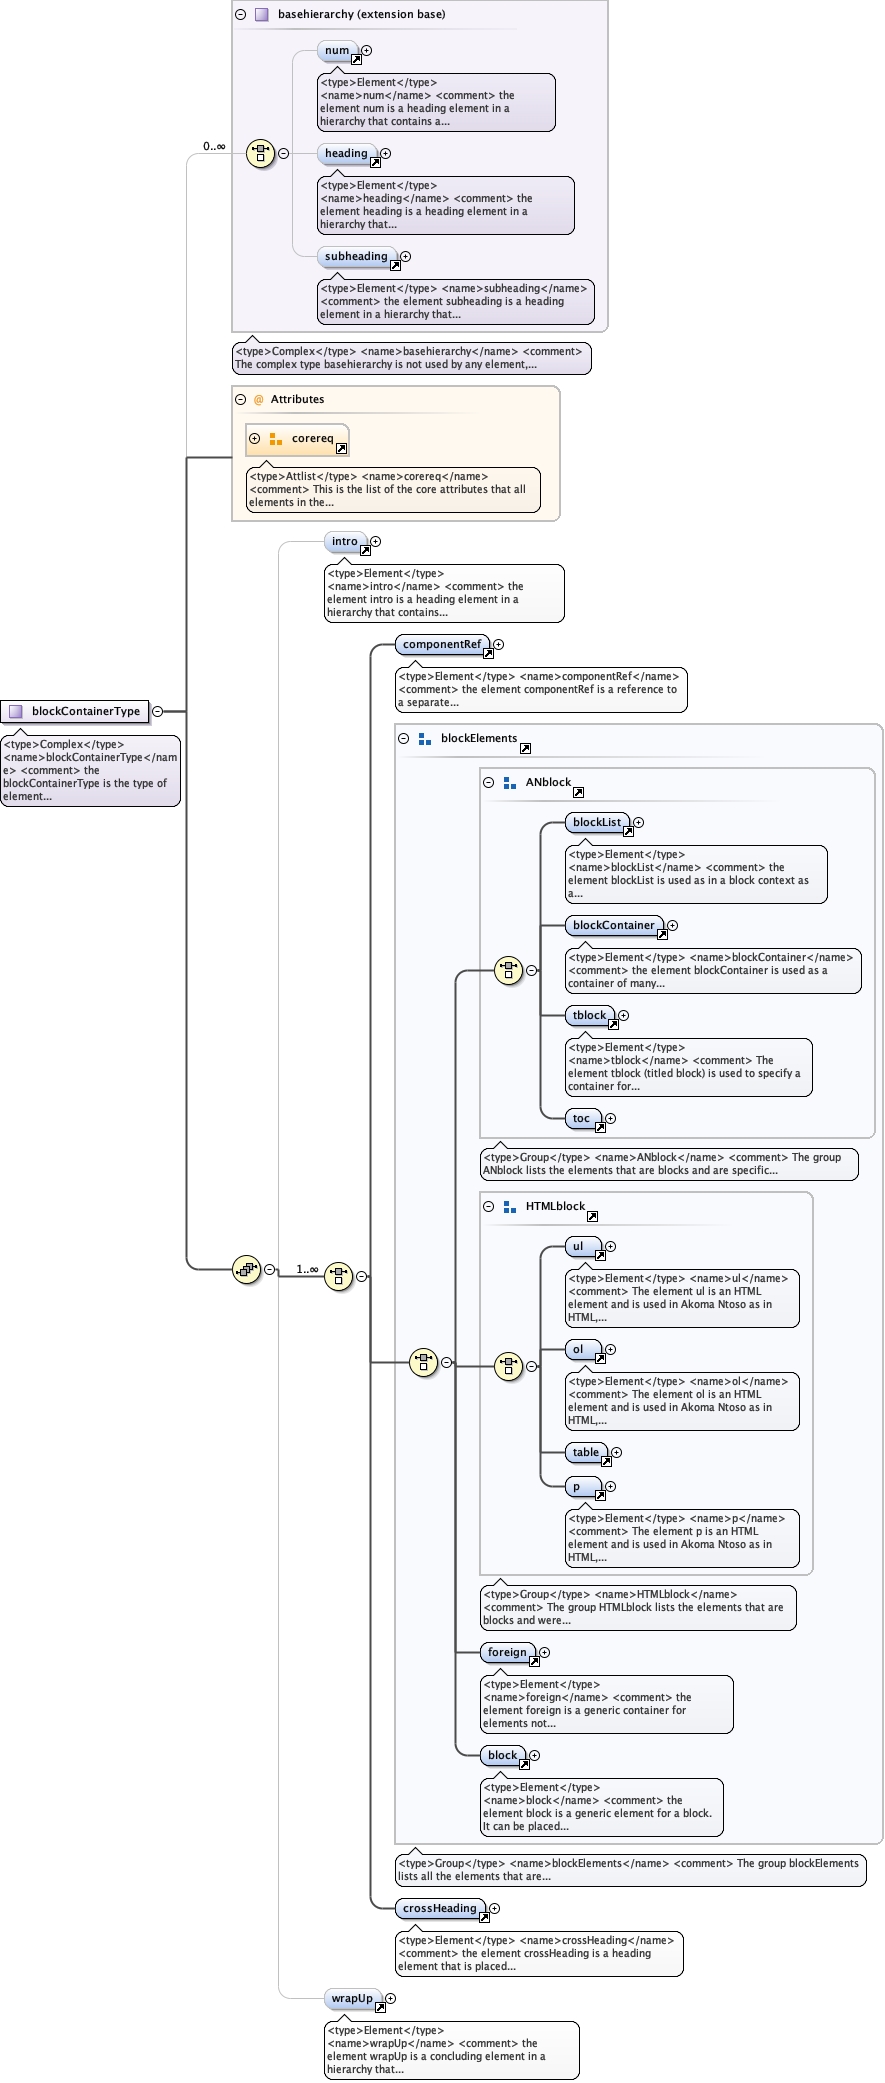 basehierarchy (extension base)
num
<type>Element</type>
<name>num</name> <comment> the
element num is a heading element in a
hierarchy that contains a...
0..∞
heading
<type>Element</type>
<name>heading</name> <comment> the
element heading is a heading element in a
hierarchy that...
subheading
<type>Element</type> <name>subheading</name>
<comment> the element subheading is a heading
element in a hierarchy that...
<type>Complex</type> <name>basehierarchy</name> <comment>
The complex type basehierarchy is not used by any element,...
@ Attributes
corereq
<type>Attlist</type> <name>corereq</name>
<comment> This is the list of the core attributes that all
elements in the...
intro
<type>Element</type>
<name>intro</name> <comment> the
element intro is a heading element in a
hierarchy that contains...
componentRef
<type>Element</type> <name>componentRef</name>
<comment> the element componentRef is a reference to
a separate...
blockContainerType
<type>Complex</type>
<name>blockContainerType</nam
e> <comment> the
blockContainerType is the type of
element...
blockElements
ANblock
blockList
<type>Element</type>
<name>blockList</name> <comment> the
element blockList is used as in a block context as
a...
blockContainer
<type>Element</type> <name>blockContainer</name>
<comment> the element blockContainer is used as a
container of many...
tblock
<type>Element</type>
<name>tblock</name> <comment> The
element tblock (titled block) is used to specify a
container for...
toc
<type>Group</type> <name>ANblock</name> <comment> The group
ANblock lists the elements that are blocks and are specific...
HTMLblock
ul
1..∞
<type>Element</type> <name>ul</name>
<comment> The element ul is an HTML
element and is used in Akoma Ntoso as in
HTML,...
ol
<type>Element</type> <name>ol</name>
<comment> The element ol is an HTML
element and is used in Akoma Ntoso as in
HTML,...
table
p
<type>Element</type> <name>p</name>
<comment> The element p is an HTML
element and is used in Akoma Ntoso as in
HTML,...
<type>Group</type> <name>HTMLblock</name>
<comment> The group HTMLblock lists the elements that are
blocks and were...
foreign
<type>Element</type>
<name>foreign</name> <comment> the
element foreign is a generic container for
elements not...
block
<type>Element</type>
<name>block</name> <comment> the
element block is a generic element for a block.
It can be placed...
<type>Group</type> <name>blockElements</name> <comment> The group blockElements
lists all the elements that are...
crossHeading
<type>Element</type> <name>crossHeading</name>
<comment> the element crossHeading is a heading
element that is placed...
wrapUp
<type>Element</type>
<name>wrapUp</name> <comment> the
element wrapUp is a concluding element in a
hierarchy that...